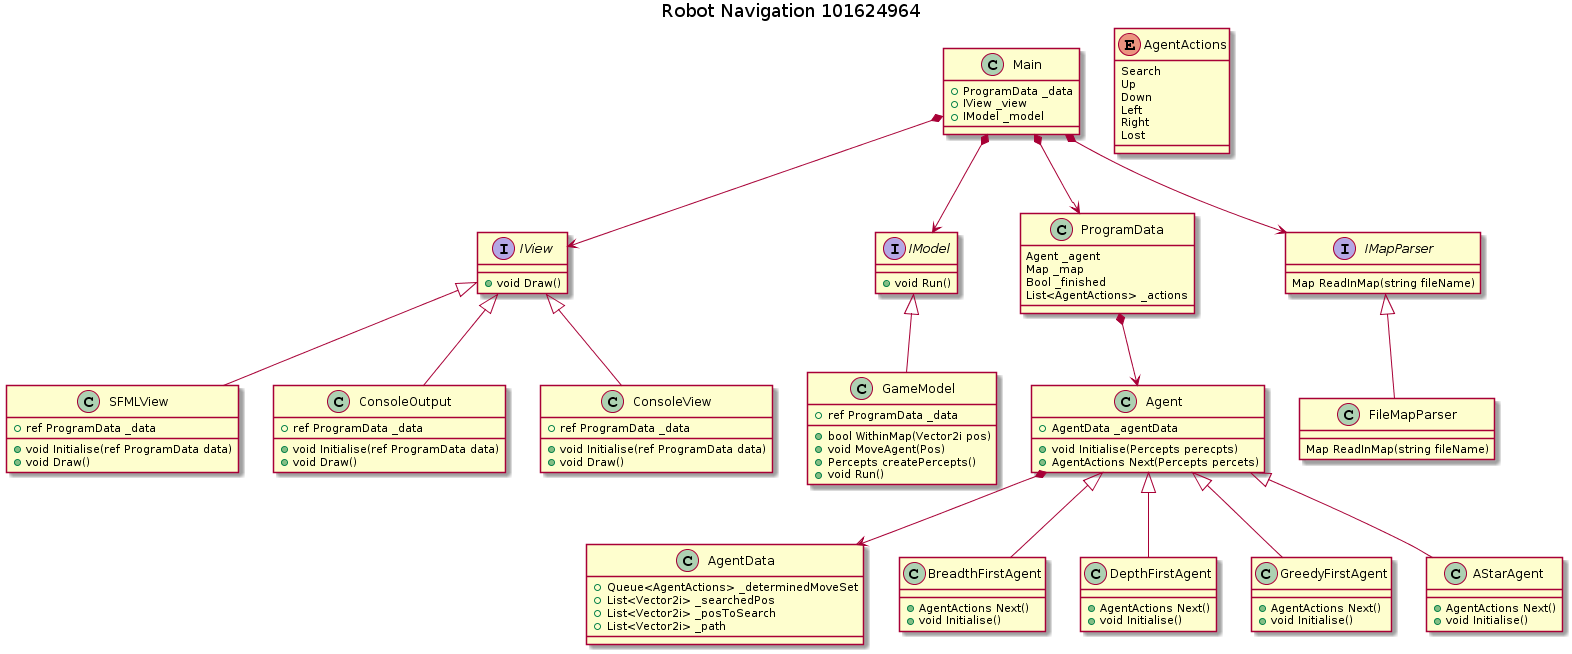 Robot Navigation 101624964
C Main
ProgramData _data
IView _view
IModel _model
E AgentActions
Search
Up
Down
Left
Right
Lost
I IView
void Draw()
I IModel
void Run()
C ProgramData
Agent _agent
Map _map
Bool _finished
List<AgentActions> _actions
I IMapParser
Map ReadInMap(string fileName)
C SFMLView
ref ProgramData _data
void Initialise(ref ProgramData data)
void Draw()
C ConsoleOutput
ref ProgramData _data
void Initialise(ref ProgramData data)
void Draw()
C ConsoleView
ref ProgramData _data
void Initialise(ref ProgramData data)
void Draw()
C GameModel
ref ProgramData _data
bool WithinMap(Vector2i pos)
void MoveAgent(Pos)
Percepts createPercepts()
void Run()
C Agent
AgentData _agentData
void Initialise(Percepts perecpts)
AgentActions Next(Percepts percets)
C FileMapParser
Map ReadInMap(string fileName)
C AgentData
Queue<AgentActions> _determinedMoveSet
List<Vector2i> _searchedPos
List<Vector2i> _posToSearch
List<Vector2i> _path
C BreadthFirstAgent
AgentActions Next()
void Initialise()
C DepthFirstAgent
AgentActions Next()
void Initialise()
C GreedyFirstAgent
AgentActions Next()
void Initialise()
C AStarAgent
AgentActions Next()
void Initialise()